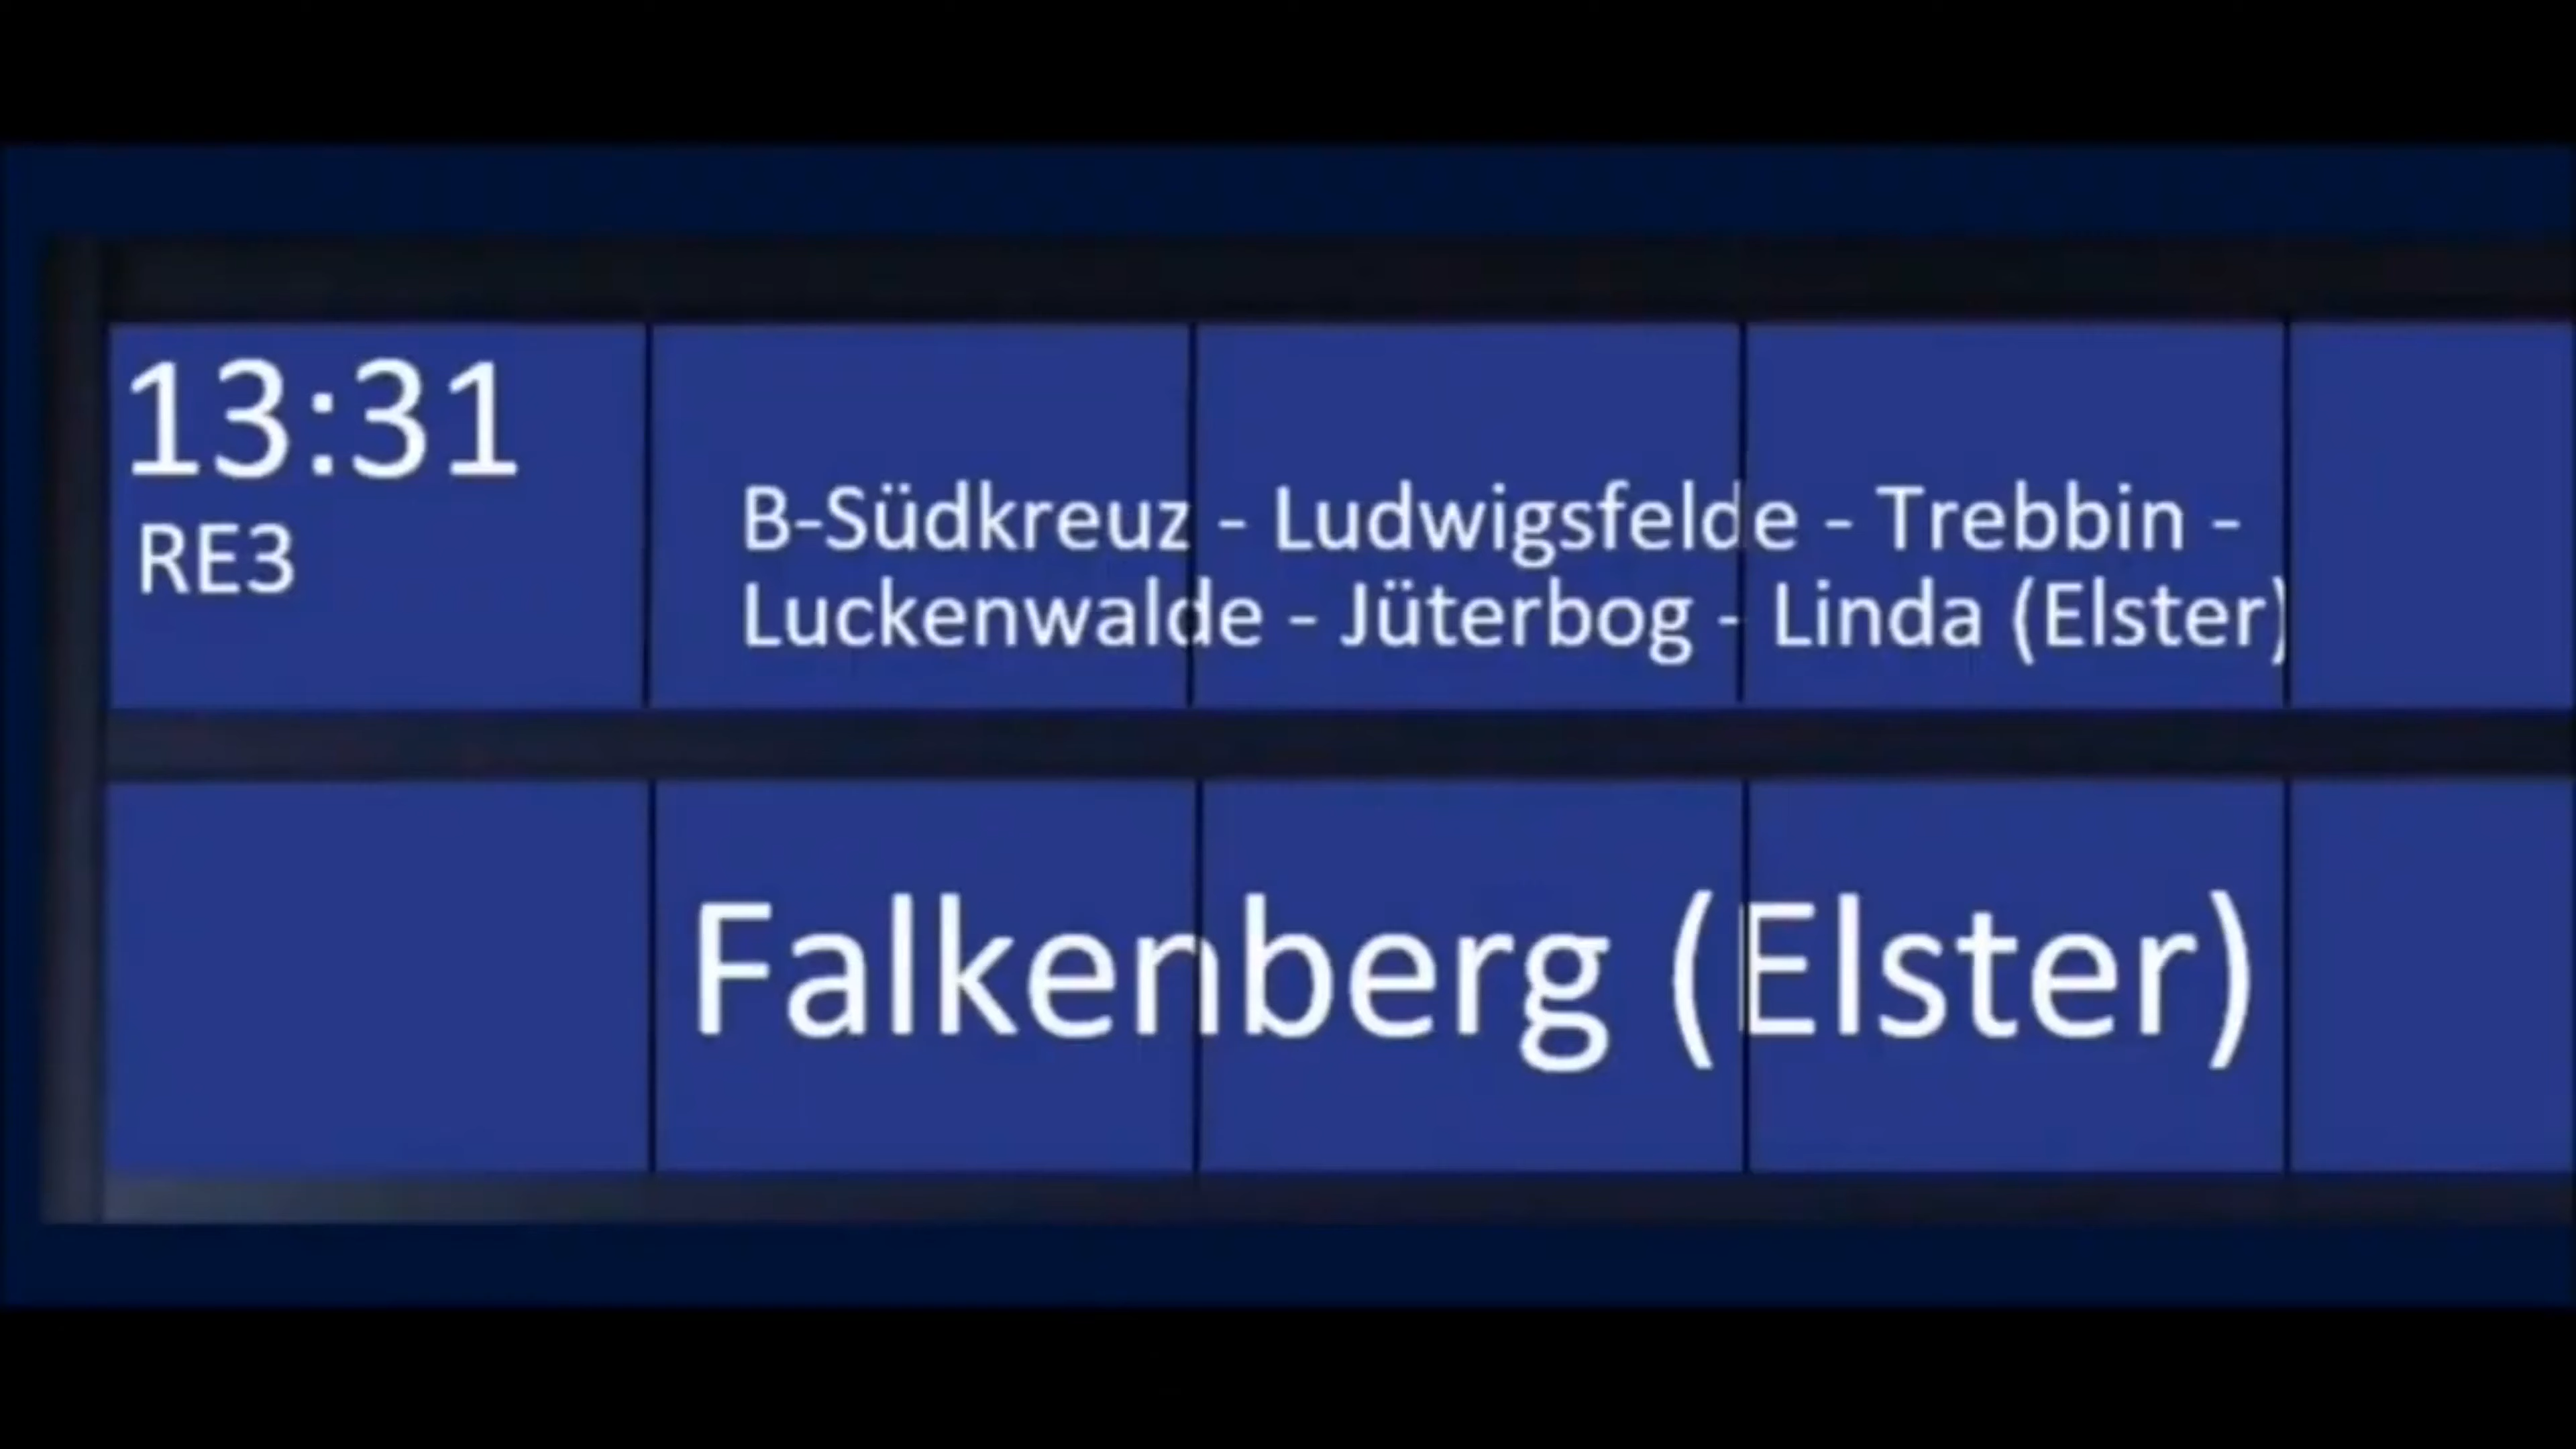 13:31
RE3
B-Südkreuz - Ludwigsfelde - Trebbin -
Luckenwalde - Jüterbog - Linda (Elster)
Falkenberg (Elster)